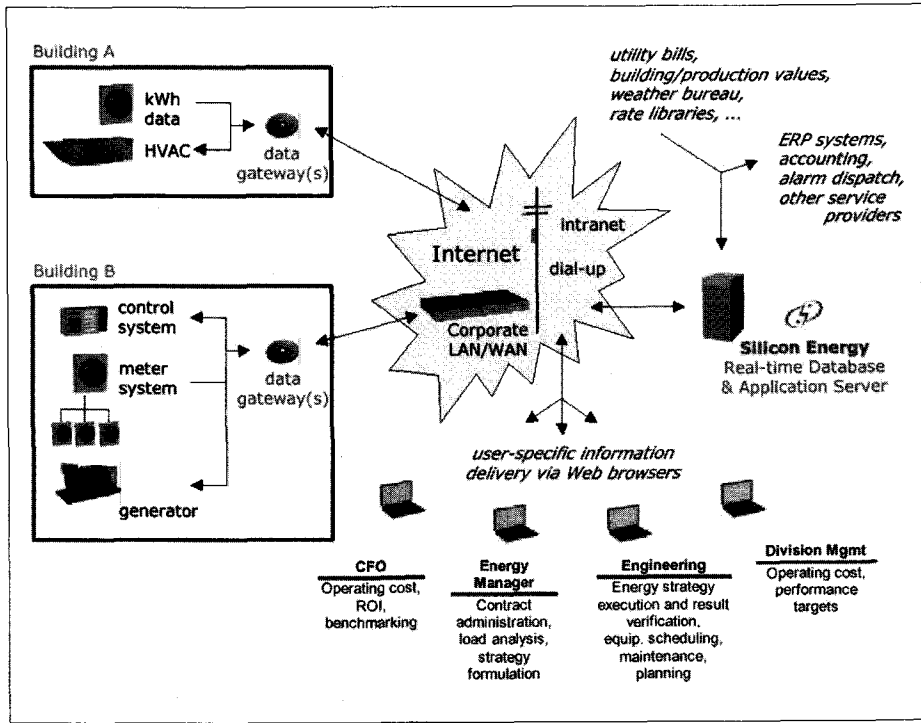 Building A
kWh
data
HVAC
data
gateway(s)
Building B
control
system
meter
system
generator
data
gateway(s)
Internet
intranet
dial-up
Corporate
LAN/WAN
utility bills,
building/production values,
weather bureau,
rate libraries, ...
ERP systems,
accounting,
alarm dispatch,
other service
providers
Silicon Energy
Real-time Database
& Application Server
user-specific information
delivery via Web browsers
CFO
Operating cost,
ROI,
benchmarking
Energy
Manager
Contract
administration,
load analysis,
strategy
formulation
Engineering
Energy strategy
execution and result
verification,
equip. scheduling,
maintenance,
planning
Division Mgmt
Operating cost,
performance
targets